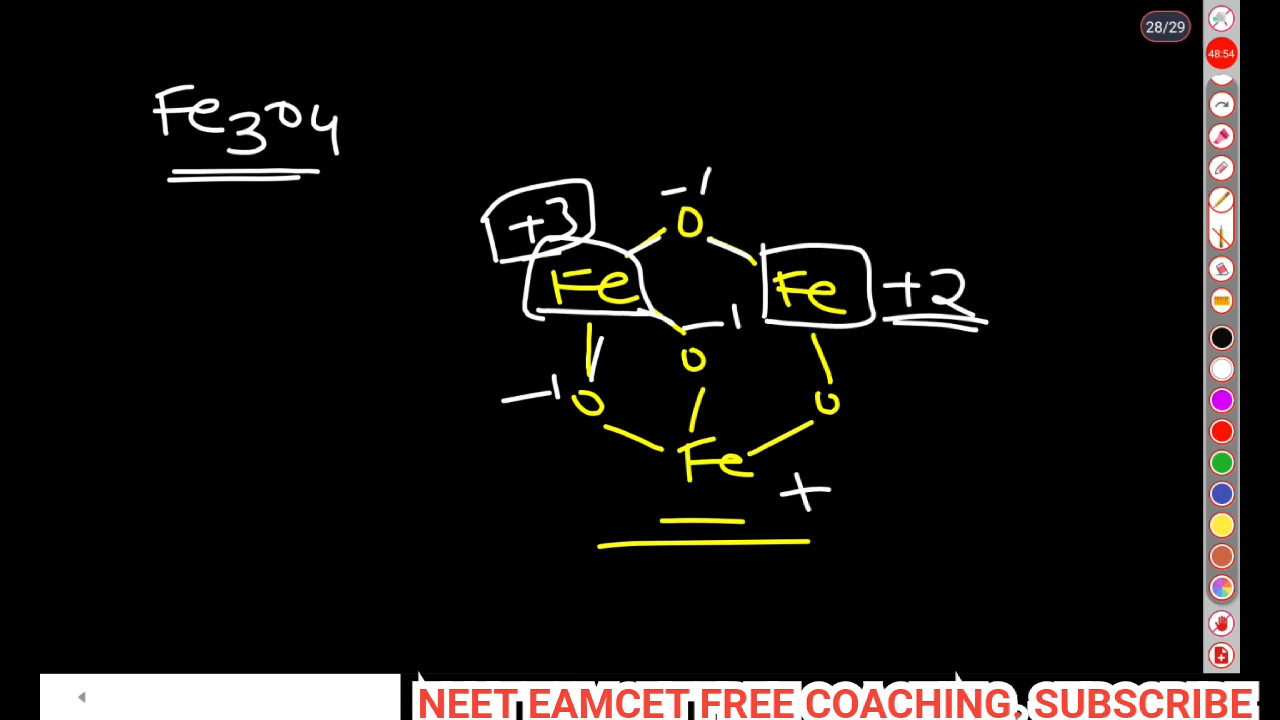 28/29
48:54
Fe3O4
-1
+3
O
Fe
Fe
+2
-1
O
-1
O
O
Fe
+
NEET EAMCET FREE COACHING, SUBSCRIBE